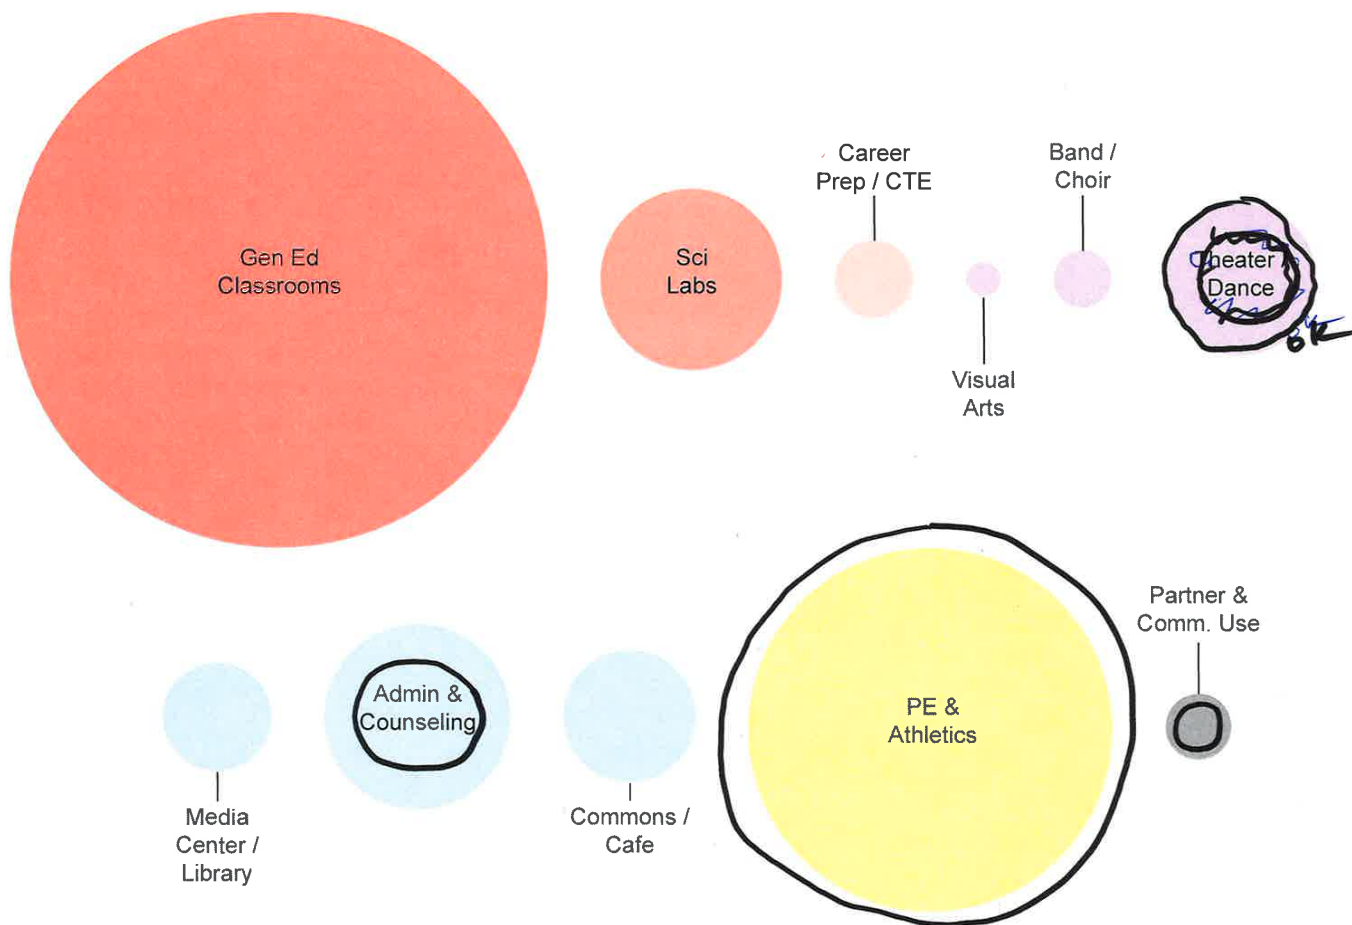 Career
Prep / CTE
Band /
Choir
Gen Ed
Classrooms
Sci
Labs
Theater /
Dance
OK
Visual
Arts
Partner &
Comm. Use
Admin &
Counseling
PE &
Athletics
Media
Center /
Library
Commons /
Cafe